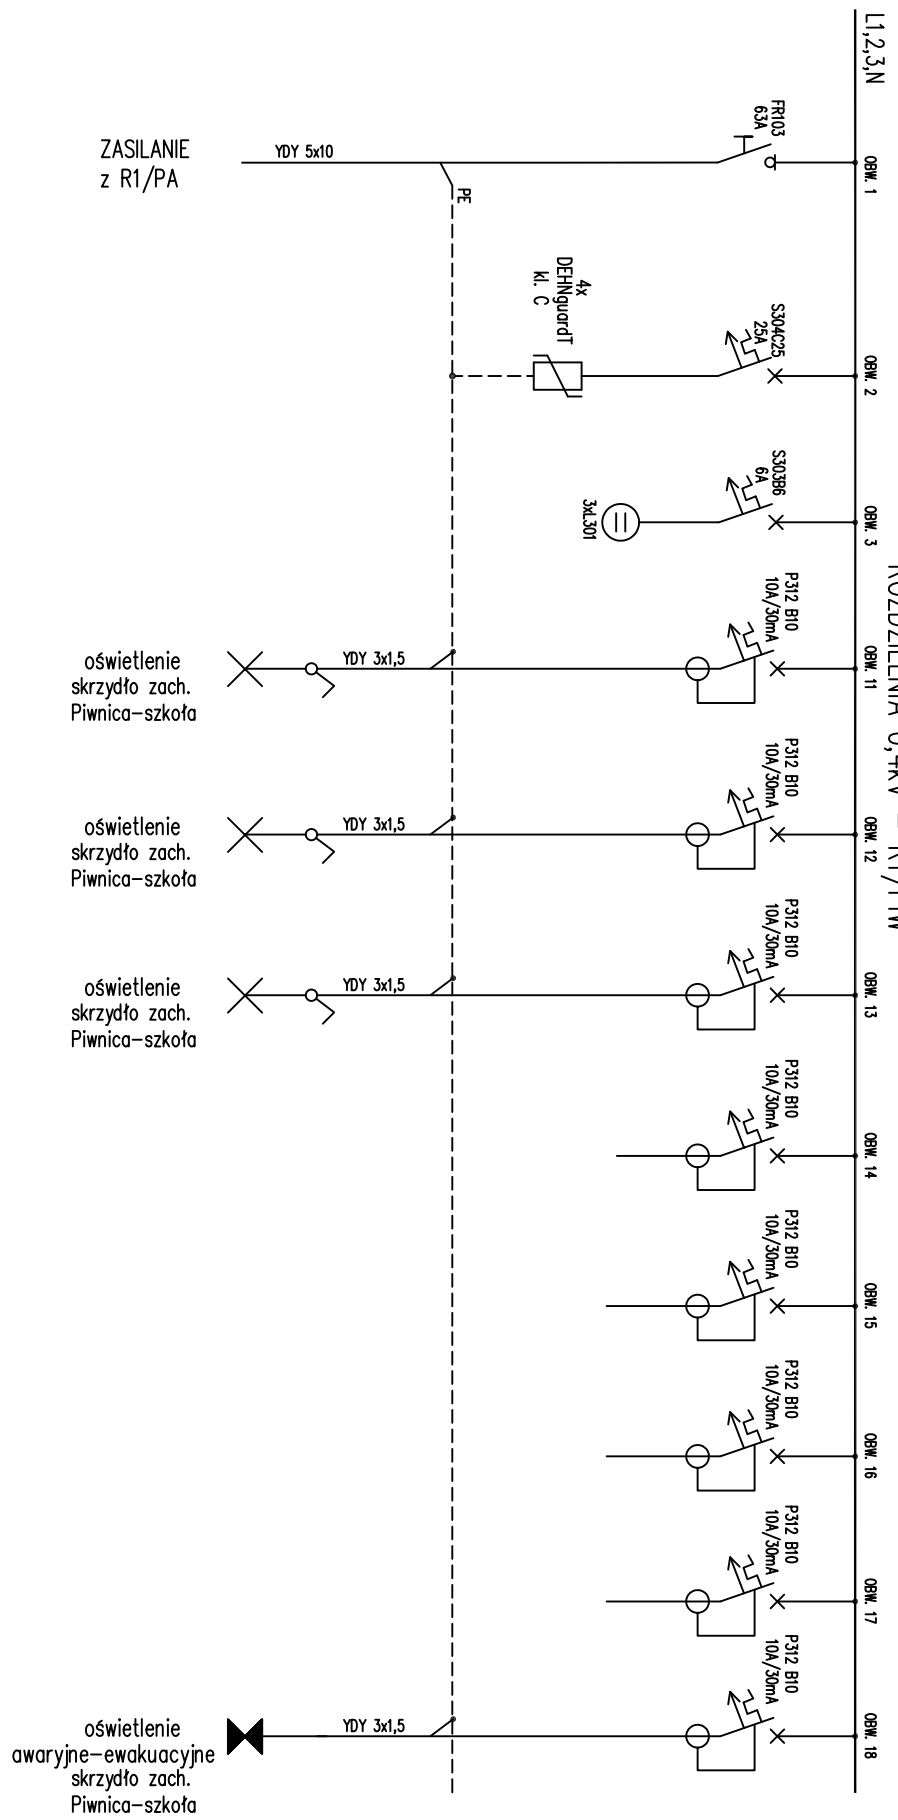 L1,2,3,N
ROZDZIELNIA 0,4kV – R1/PIW
FR103
63A
OBW. 1
YDY 5x10
ZASILANIE
z R1/PA
PE
S304C25
25A
OBW. 2
4x
DEHNguardT
kl. C
S303B6
6A
OBW. 3
3xL301
P312 B10
10A/30mA
OBW. 11
YDY 3x1,5
oświetlenie
skrzydło zach.
Piwnica-szkoła
P312 B10
10A/30mA
OBW. 12
YDY 3x1,5
oświetlenie
skrzydło zach.
Piwnica-szkoła
P312 B10
10A/30mA
OBW. 13
YDY 3x1,5
oświetlenie
skrzydło zach.
Piwnica-szkoła
P312 B10
10A/30mA
OBW. 14
P312 B10
10A/30mA
OBW. 15
P312 B10
10A/30mA
OBW. 16
P312 B10
10A/30mA
OBW. 17
P312 B10
10A/30mA
OBW. 18
YDY 3x1,5
oświetlenie
awaryjne-ewakuacyjne
skrzydło zach.
Piwnica-szkoła